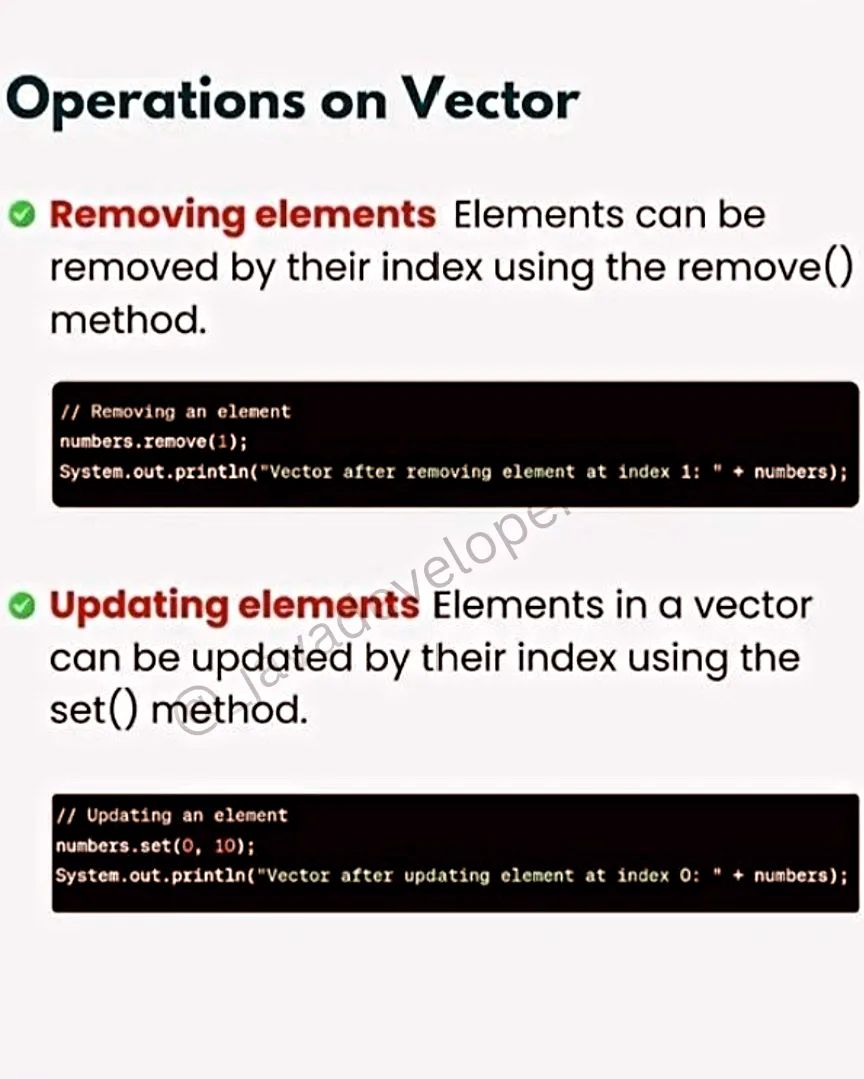 Operations on Vector
Removing elements Elements can be
removed by their index using the remove()
method.
// Removing an element
numbers.remove(1);
System.out.println("Vector after removing element at index 1: " + numbers);
@Javadeveloper
Updating elements Elements in a vector
can be updated by their index using the
set() method.
// Updating an element
numbers.set(0, 10);
System.out.println("Vector after updating element at index 0: " + numbers);